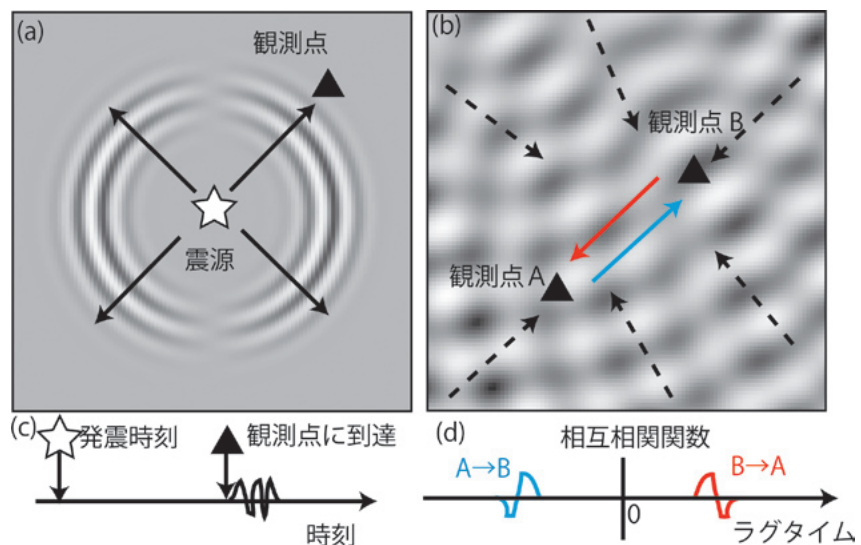 (a)
観測点
震源
(b)
観測点 B
観測点 A
(c)
発震時刻
観測点に到達
時刻
(d)
相互相関関数
A→B
B→A
0
ラグタイム